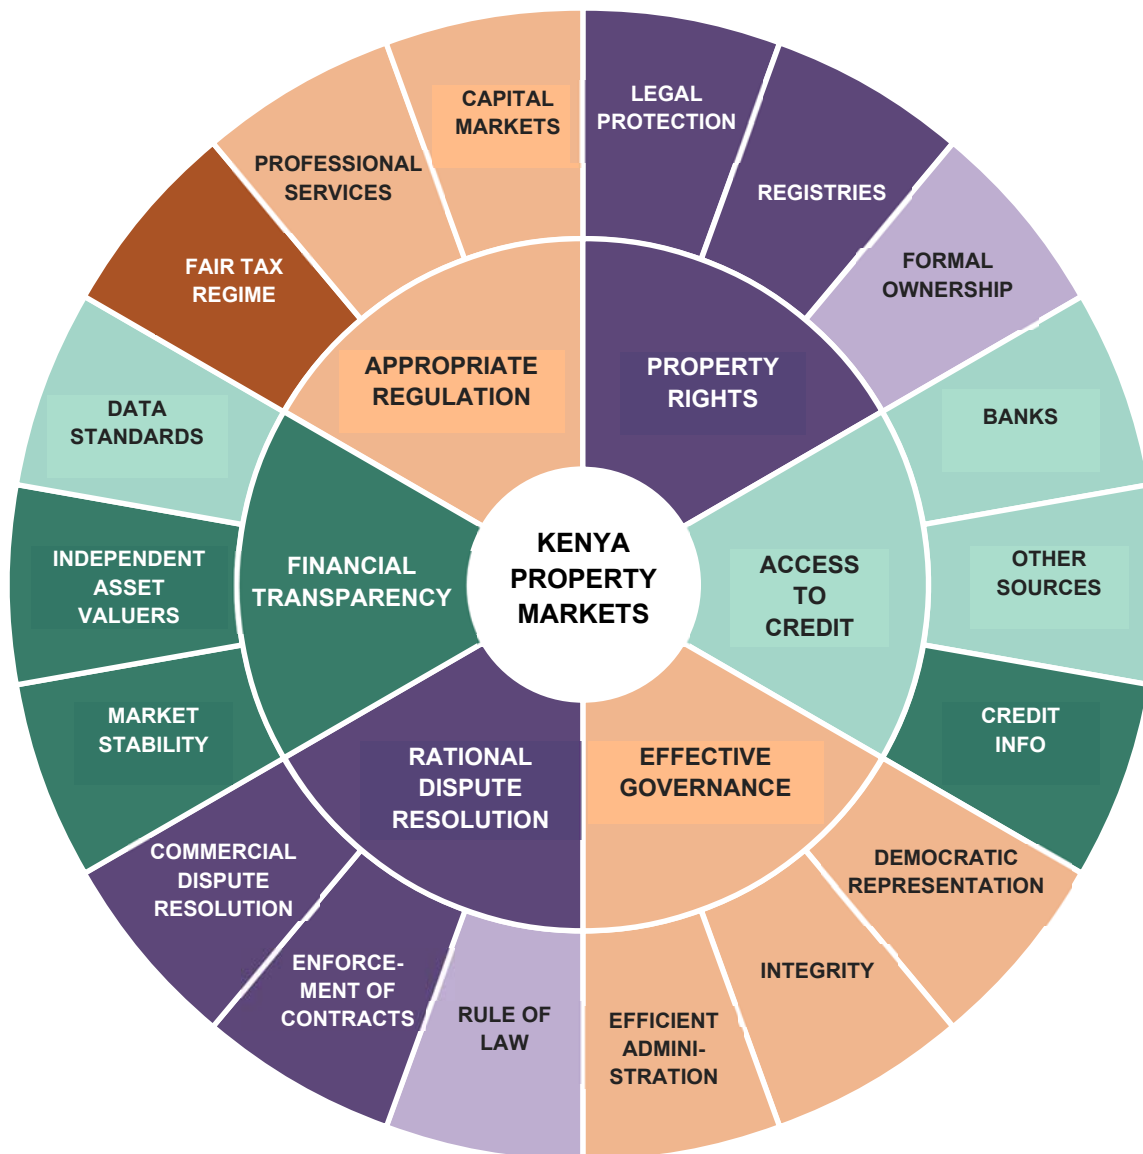 CAPITAL
MARKETS
LEGAL
PROTECTION
PROFESSIONAL
SERVICES
REGISTRIES
FAIR TAX
REGIME
FORMAL
OWNERSHIP
APPROPRIATE
REGULATION
PROPERTY
RIGHTS
DATA
STANDARDS
BANKS
KENYA
PROPERTY
MARKETS
INDEPENDENT
ASSET
VALUERS
FINANCIAL
TRANSPARENCY
ACCESS
TO
CREDIT
OTHER
SOURCES
MARKET
STABILITY
CREDIT
INFO
RATIONAL
DISPUTE
RESOLUTION
EFFECTIVE
GOVERNANCE
COMMERCIAL
DISPUTE
RESOLUTION
DEMOCRATIC
REPRESENTATION
ENFORCE-
MENT OF
CONTRACTS
INTEGRITY
RULE OF
LAW
EFFICIENT
ADMINI-
STRATION